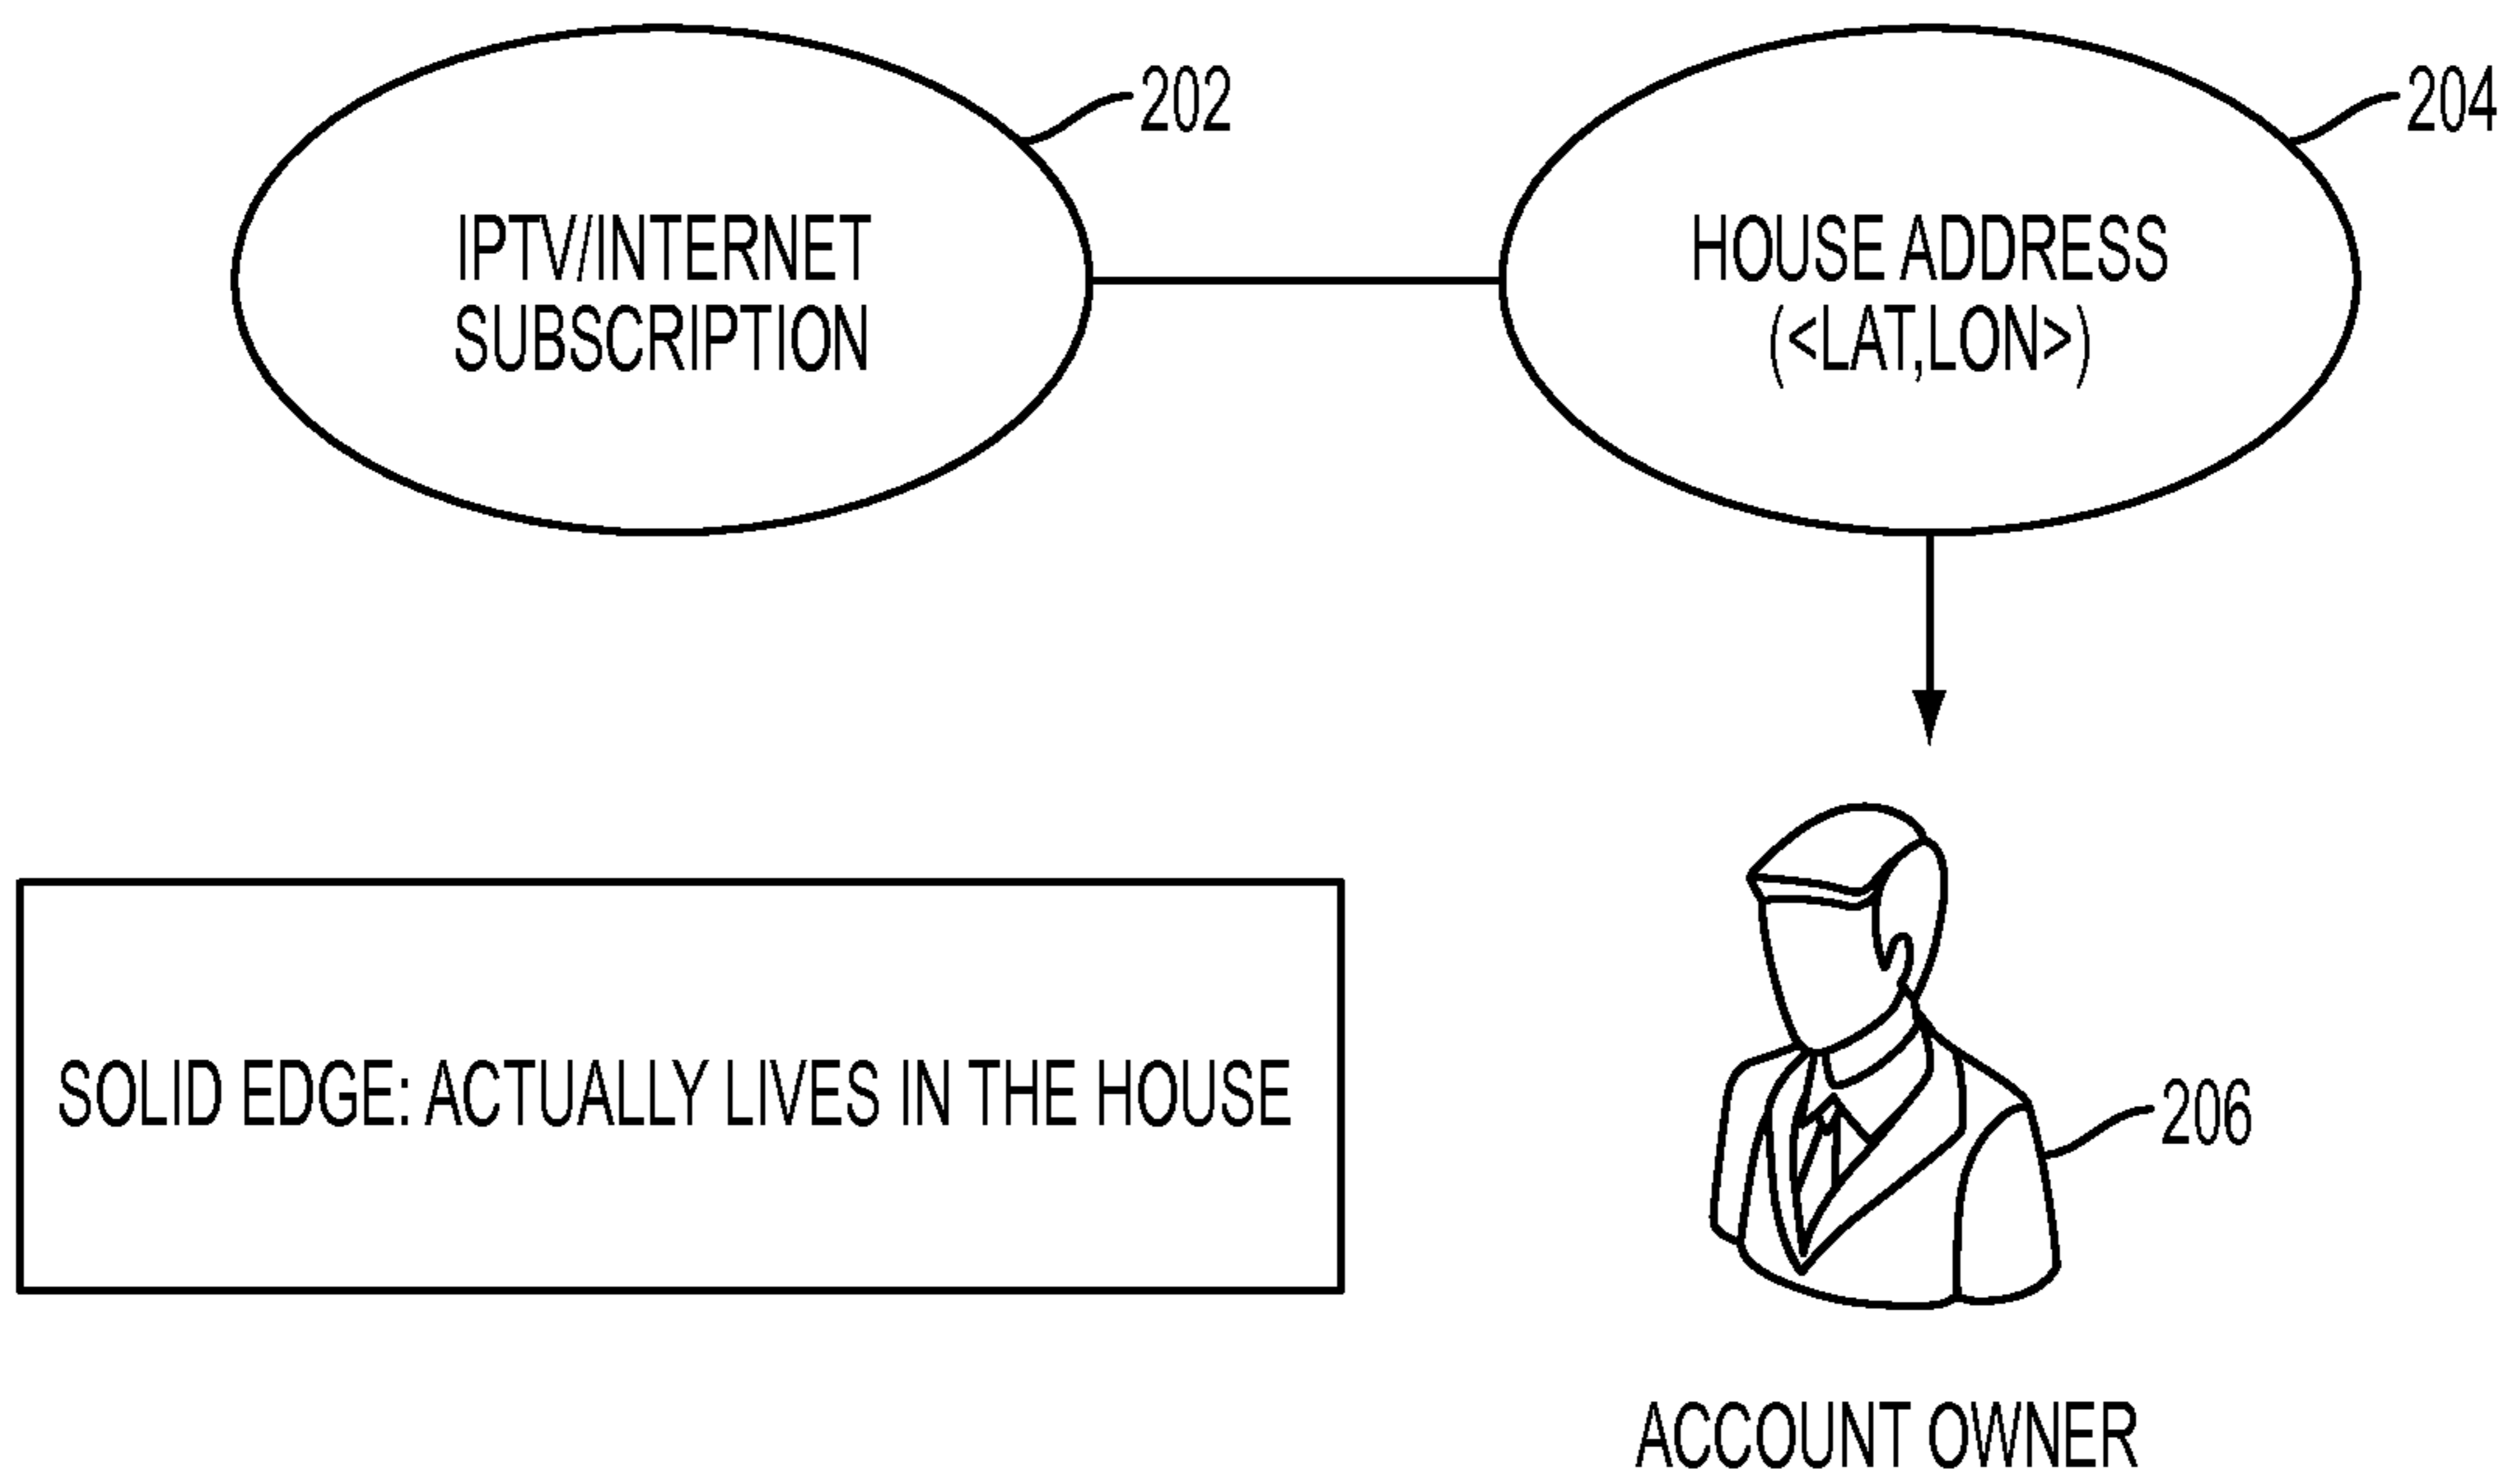 202
204
IPTV/INTERNET
SUBSCRIPTION
HOUSE ADDRESS
(<LAT,LON>)
SOLID EDGE: ACTUALLY LIVES IN THE HOUSE
206
ACCOUNT OWNER